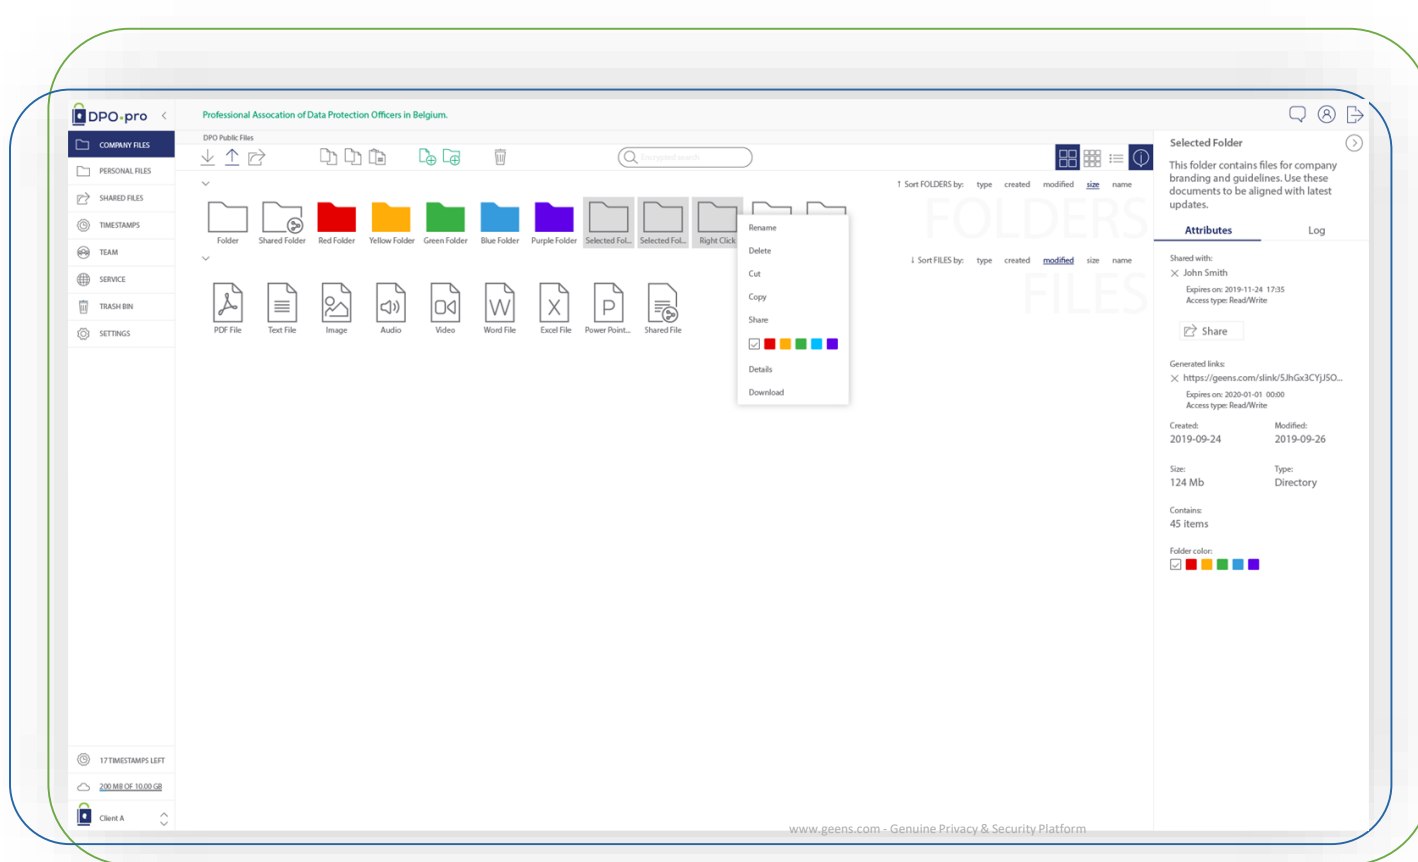 DPO.pro
Professional Assocation of Data Protection Officers in Belgium.
COMPANY FILES
PERSONAL FILES
SHARED FILES
TIMESTAMPS
TEAM
SERVICE
TRASH BIN
SETTINGS
17 TIMESTAMPS LEFT
200 MB OF 10.00 GB
Client A
DPO Public Files
Encrypted search
↑ Sort FOLDERS by: type created modified size name
FOLDERS
Folder
Shared Folder
Red Folder
Yellow Folder
Green Folder
Blue Folder
Purple Folder
Selected Fol...
Selected Fol...
Right Click
↓ Sort FILES by: type created modified size name
FILES
PDF File
Text File
Image
Audio
Video
W
Word File
X
Excel File
P
Power Point...
Shared File
Rename
Delete
Cut
Copy
Share
Details
Download
Selected Folder
This folder contains files for company
branding and guidelines. Use these
documents to be aligned with latest
updates.
Attributes Log
Shared with:
John Smith
Expires on: 2019-11-24 17:35
Access type: Read/Write
Share
Generated links:
https://geens.com/slink/5JhGx3CYjJ5O...
Expires on: 2020-01-01 00:00
Access type: Read/Write
Created: Modified:
2019-09-24 2019-09-26
Size: Type:
124 Mb Directory
Contains:
45 items
Folder color:
www.geens.com - Genuine Privacy & Security Platform